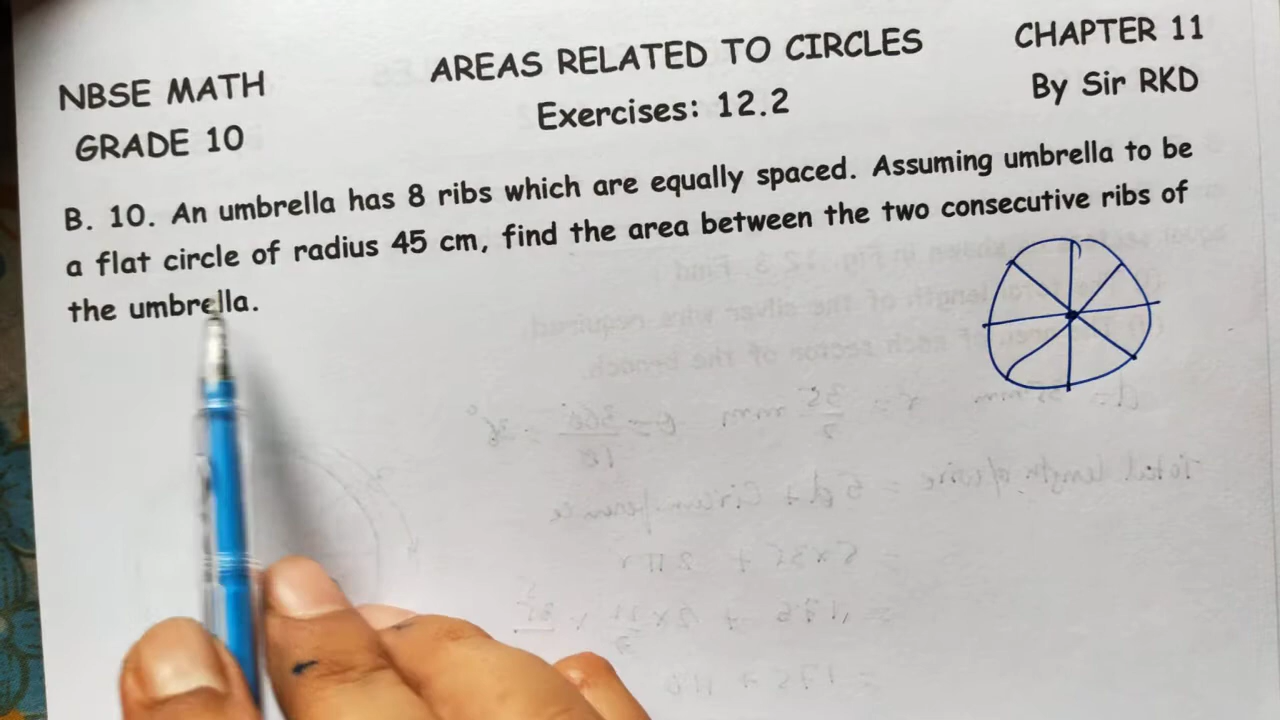 NBSE MATH
GRADE 10
AREAS RELATED TO CIRCLES
Exercises: 12.2
CHAPTER 11
By Sir RKD
B. 10. An umbrella has 8 ribs which are equally spaced. Assuming umbrella to be
a flat circle of radius 45 cm, find the area between the two consecutive ribs of
the umbrella.